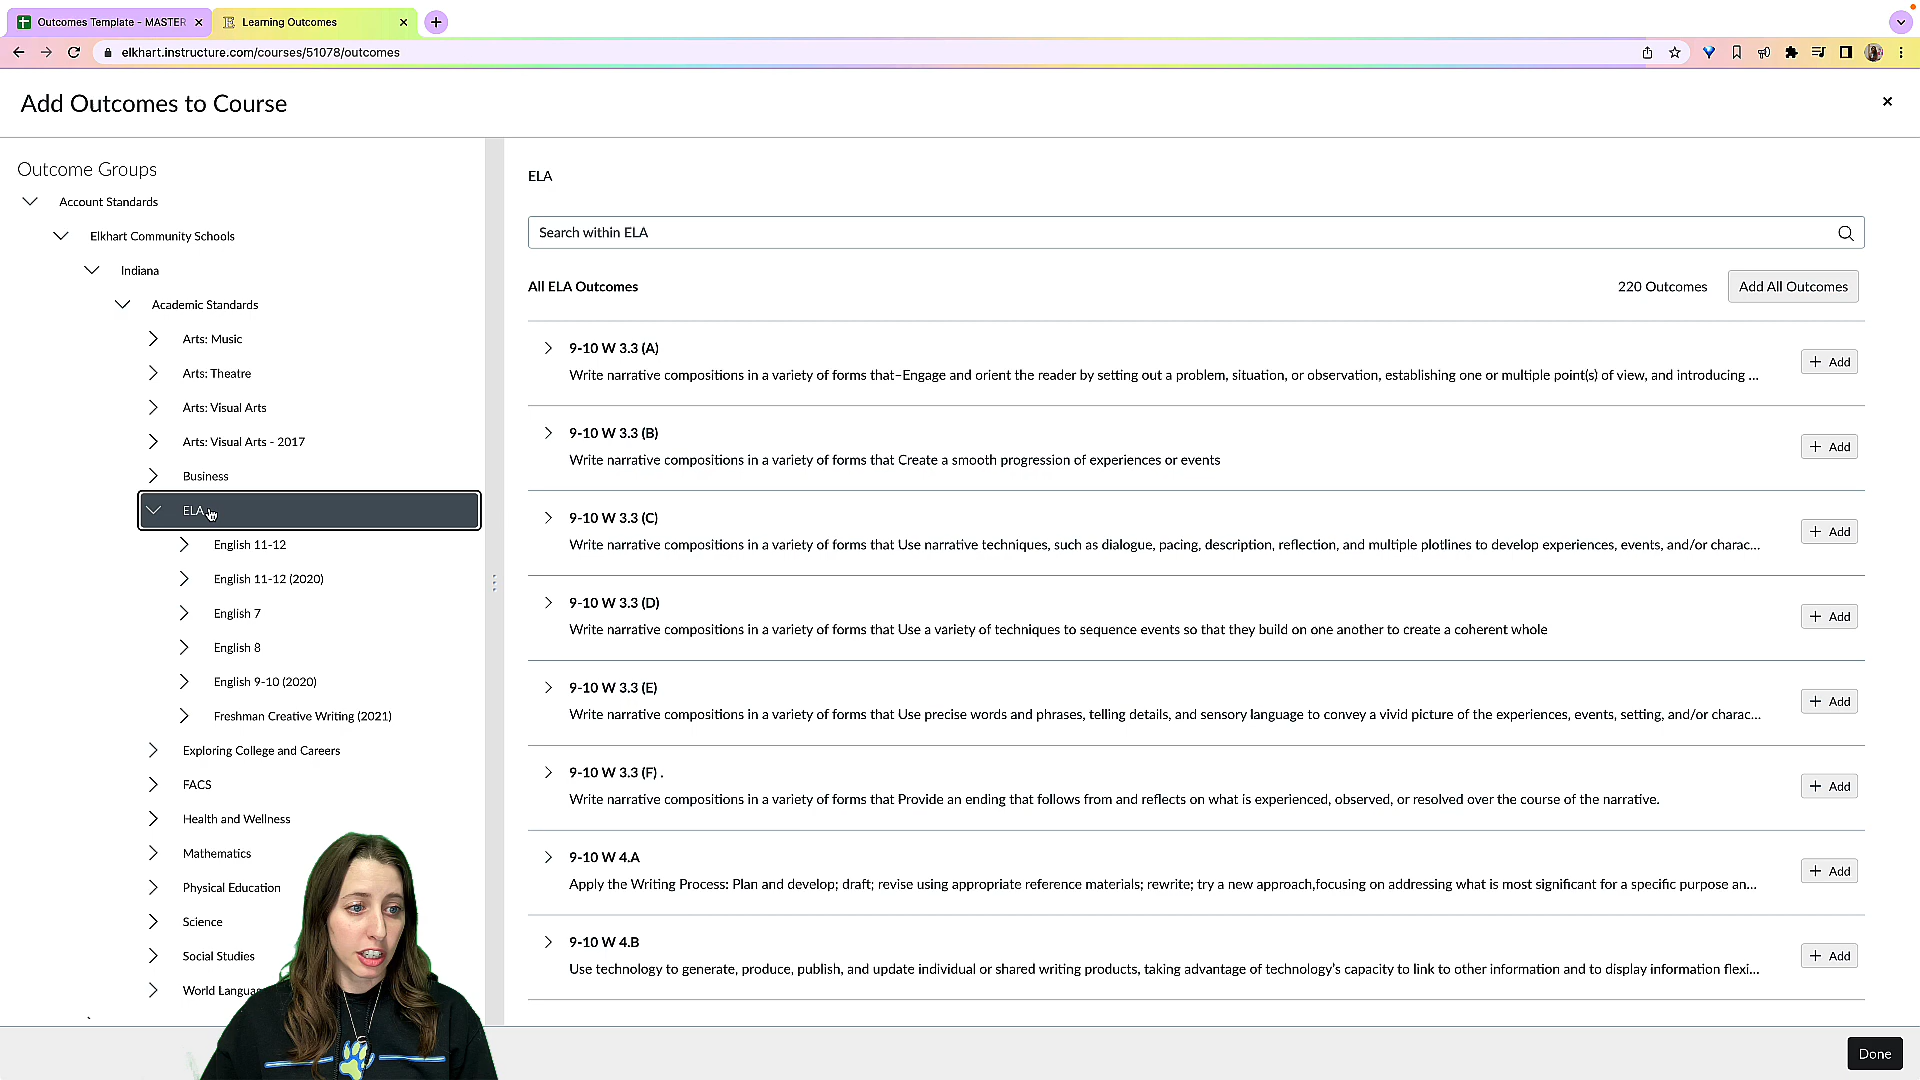 Outcomes Template - MASTER
Learning Outcomes
elkhart.instructure.com/courses/51078/outcomes
Add Outcomes to Course
Outcome Groups
Account Standards
Elkhart Community Schools
Indiana
Academic Standards
Arts: Music
Arts: Theatre
Arts: Visual Arts
Arts: Visual Arts - 2017
Business
ELA
English 11-12
English 11-12 (2020)
English 7
English 8
English 9-10 (2020)
Freshman Creative Writing (2021)
Exploring College and Careers
FACS
Health and Wellness
Mathematics
Physical Education
Science
Social Studies
World
ELA
Search within ELA
All ELA Outcomes
220 Outcomes
Add All Outcomes
9-10 W 3.3 (A)
Write narrative compositions in a variety of forms that–Engage and orient the reader by setting out a problem, situation, or observation, establishing one or multiple point(s) of view, and introducing ...
+ Add
9-10 W 3.3 (B)
Write narrative compositions in a variety of forms that Create a smooth progression of experiences or events
+ Add
9-10 W 3.3 (C)
Write narrative compositions in a variety of forms that Use narrative techniques, such as dialogue, pacing, description, reflection, and multiple plotlines to develop experiences, events, and/or charac...
+ Add
9-10 W 3.3 (D)
Write narrative compositions in a variety of forms that Use a variety of techniques to sequence events so that they build on one another to create a coherent whole
+ Add
9-10 W 3.3 (E)
Write narrative compositions in a variety of forms that Use precise words and phrases, telling details, and sensory language to convey a vivid picture of the experiences, events, setting, and/or charac...
+ Add
9-10 W 3.3 (F) .
Write narrative compositions in a variety of forms that Provide an ending that follows from and reflects on what is experienced, observed, or resolved over the course of the narrative.
+ Add
9-10 W 4.A
Apply the Writing Process: Plan and develop; draft; revise using appropriate reference materials; rewrite; try a new approach,focusing on addressing what is most significant for a specific purpose an...
+ Add
9-10 W 4.B
Use technology to generate, produce, publish, and update individual or shared writing products, taking advantage of technology's capacity to link to other information and to display information flexi...
+ Add
Done